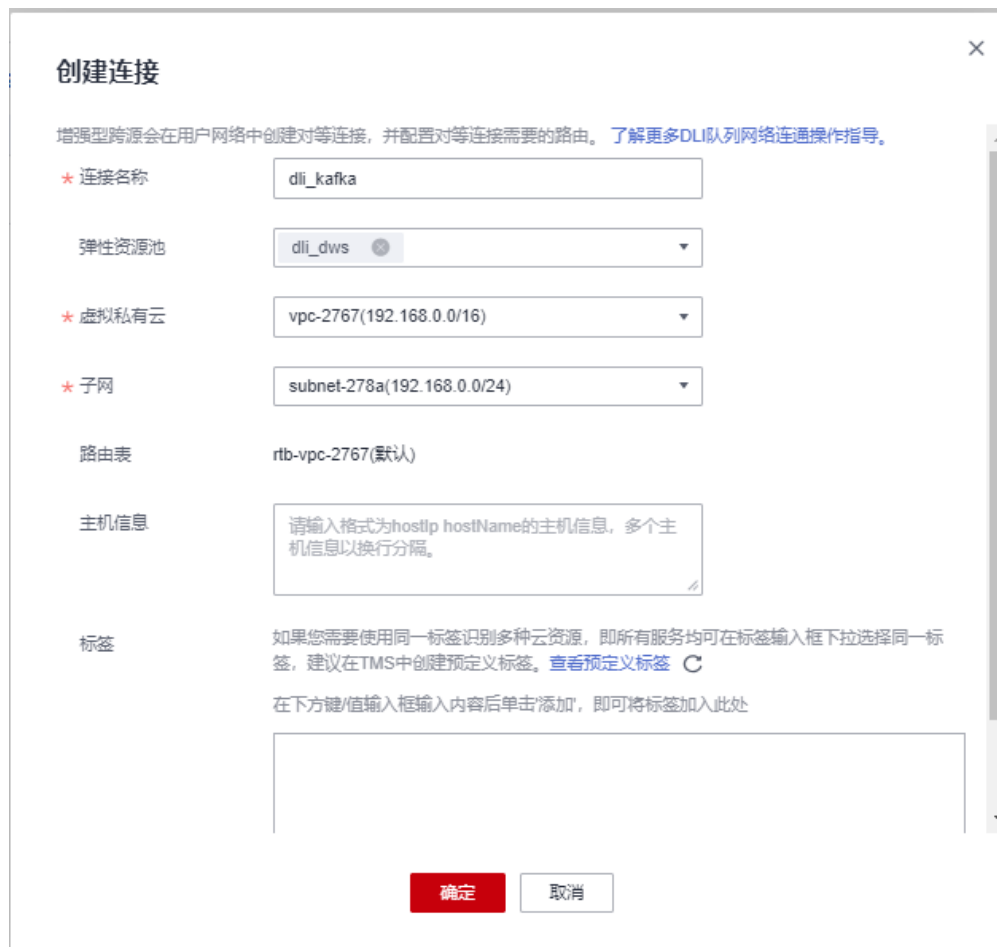 创建连接
增强型跨源会在用户网络中创建对等连接，并配置对等连接需要的路由。 了解更多DLI队列网络连通操作指导。
* 连接名称 dli_kafka
弹性资源池 dli_dws
* 虚拟私有云 vpc-2767(192.168.0.0/16)
* 子网 subnet-278a(192.168.0.0/24)
路由表 rtb-vpc-2767(默认)
主机信息 请输入格式为hostIp hostName的主机信息，多个主
机信息以换行分隔。
标签 如果您需要使用同一标签识别多种云资源，即所有服务均可在标签输入框下拉选择同一标
签，建议在TMS中创建预定义标签。查看预定义标签
在下方键/值输入框输入内容后单击'添加'，即可将标签加入此处
确定 取消